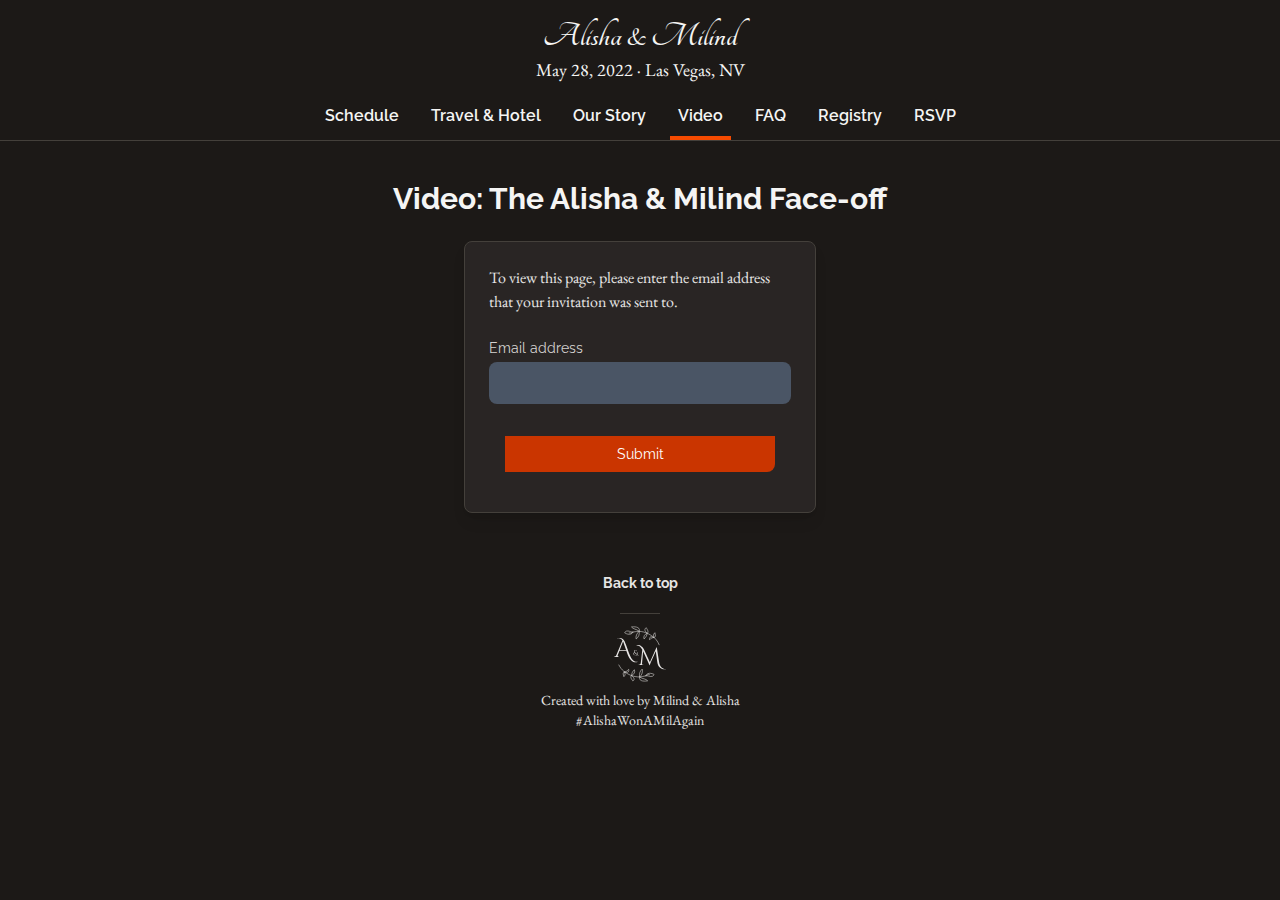 Alisha & Milind
May 28, 2022 · Las Vegas, NV
Schedule Travel & Hotel Our Story Video FAQ Registry RSVP
Video: The Alisha & Milind Face-off
To view this page, please enter the email address
that your invitation was sent to.
Email address
Submit
Back to top
A&M
Created with love by Milind & Alisha
#AlishaWonAMilAgain